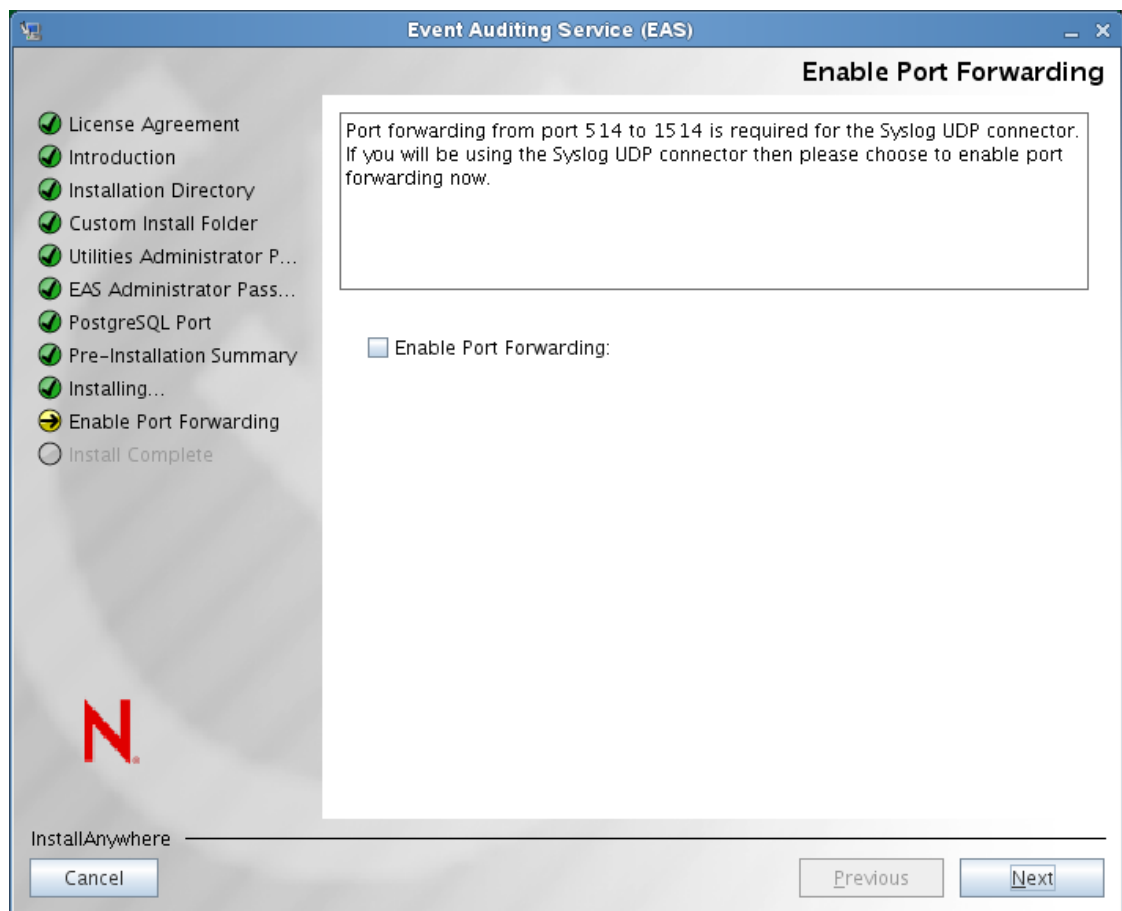 Event Auditing Service (EAS)
Enable Port Forwarding
License Agreement
Introduction
Installation Directory
Custom Install Folder
Utilities Administrator P...
EAS Administrator Pass...
PostgreSQL Port
Pre-Installation Summary
Installing...
Enable Port Forwarding
Install Complete
Port forwarding from port 514 to 1514 is required for the Syslog UDP connector.
If you will be using the Syslog UDP connector then please choose to enable port
forwarding now.
Enable Port Forwarding:
N
InstallAnywhere
Cancel
Previous
Next